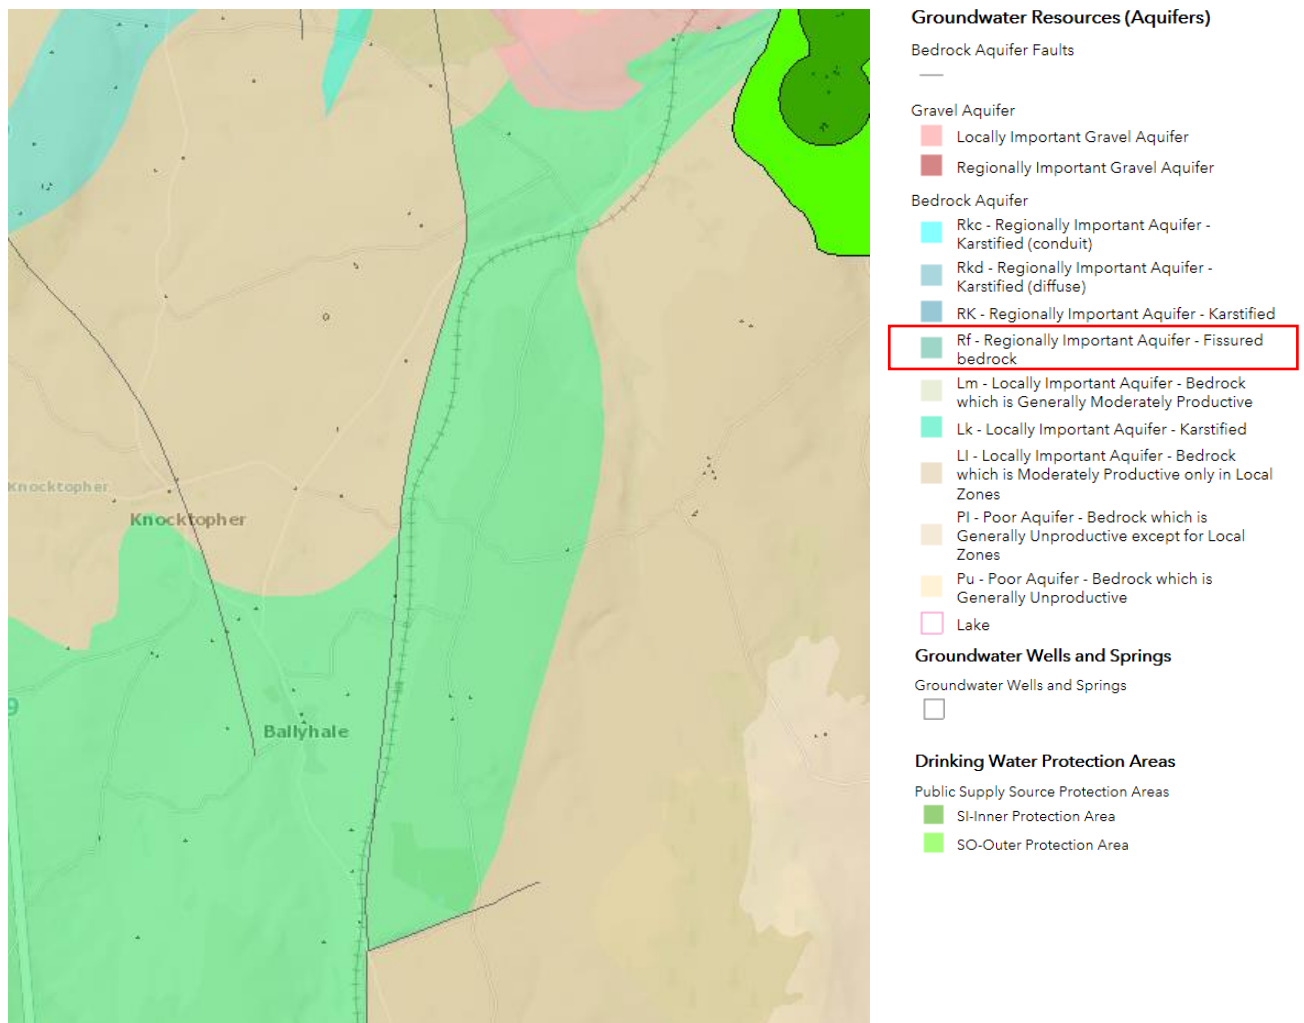 Groundwater Resources (Aquifers)
Bedrock Aquifer Faults
Gravel Aquifer
Locally Important Gravel Aquifer
Regionally Important Gravel Aquifer
Bedrock Aquifer
Rkc - Regionally Important Aquifer -
Karstified (conduit)
Rkd - Regionally Important Aquifer -
Karstified (diffuse)
RK - Regionally Important Aquifer - Karstified
Rf - Regionally Important Aquifer - Fissured
bedrock
Lm - Locally Important Aquifer - Bedrock
which is Generally Moderately Productive
Lk - Locally Important Aquifer - Karstified
Ll - Locally Important Aquifer - Bedrock
which is Moderately Productive only in Local
Zones
Pl - Poor Aquifer - Bedrock which is
Generally Unproductive except for Local
Zones
Pu - Poor Aquifer - Bedrock which is
Generally Unproductive
Lake
Groundwater Wells and Springs
Groundwater Wells and Springs
Drinking Water Protection Areas
Public Supply Source Protection Areas
SI-Inner Protection Area
SO-Outer Protection Area
Knocktopher
Knocktopher
9
Ballyhale